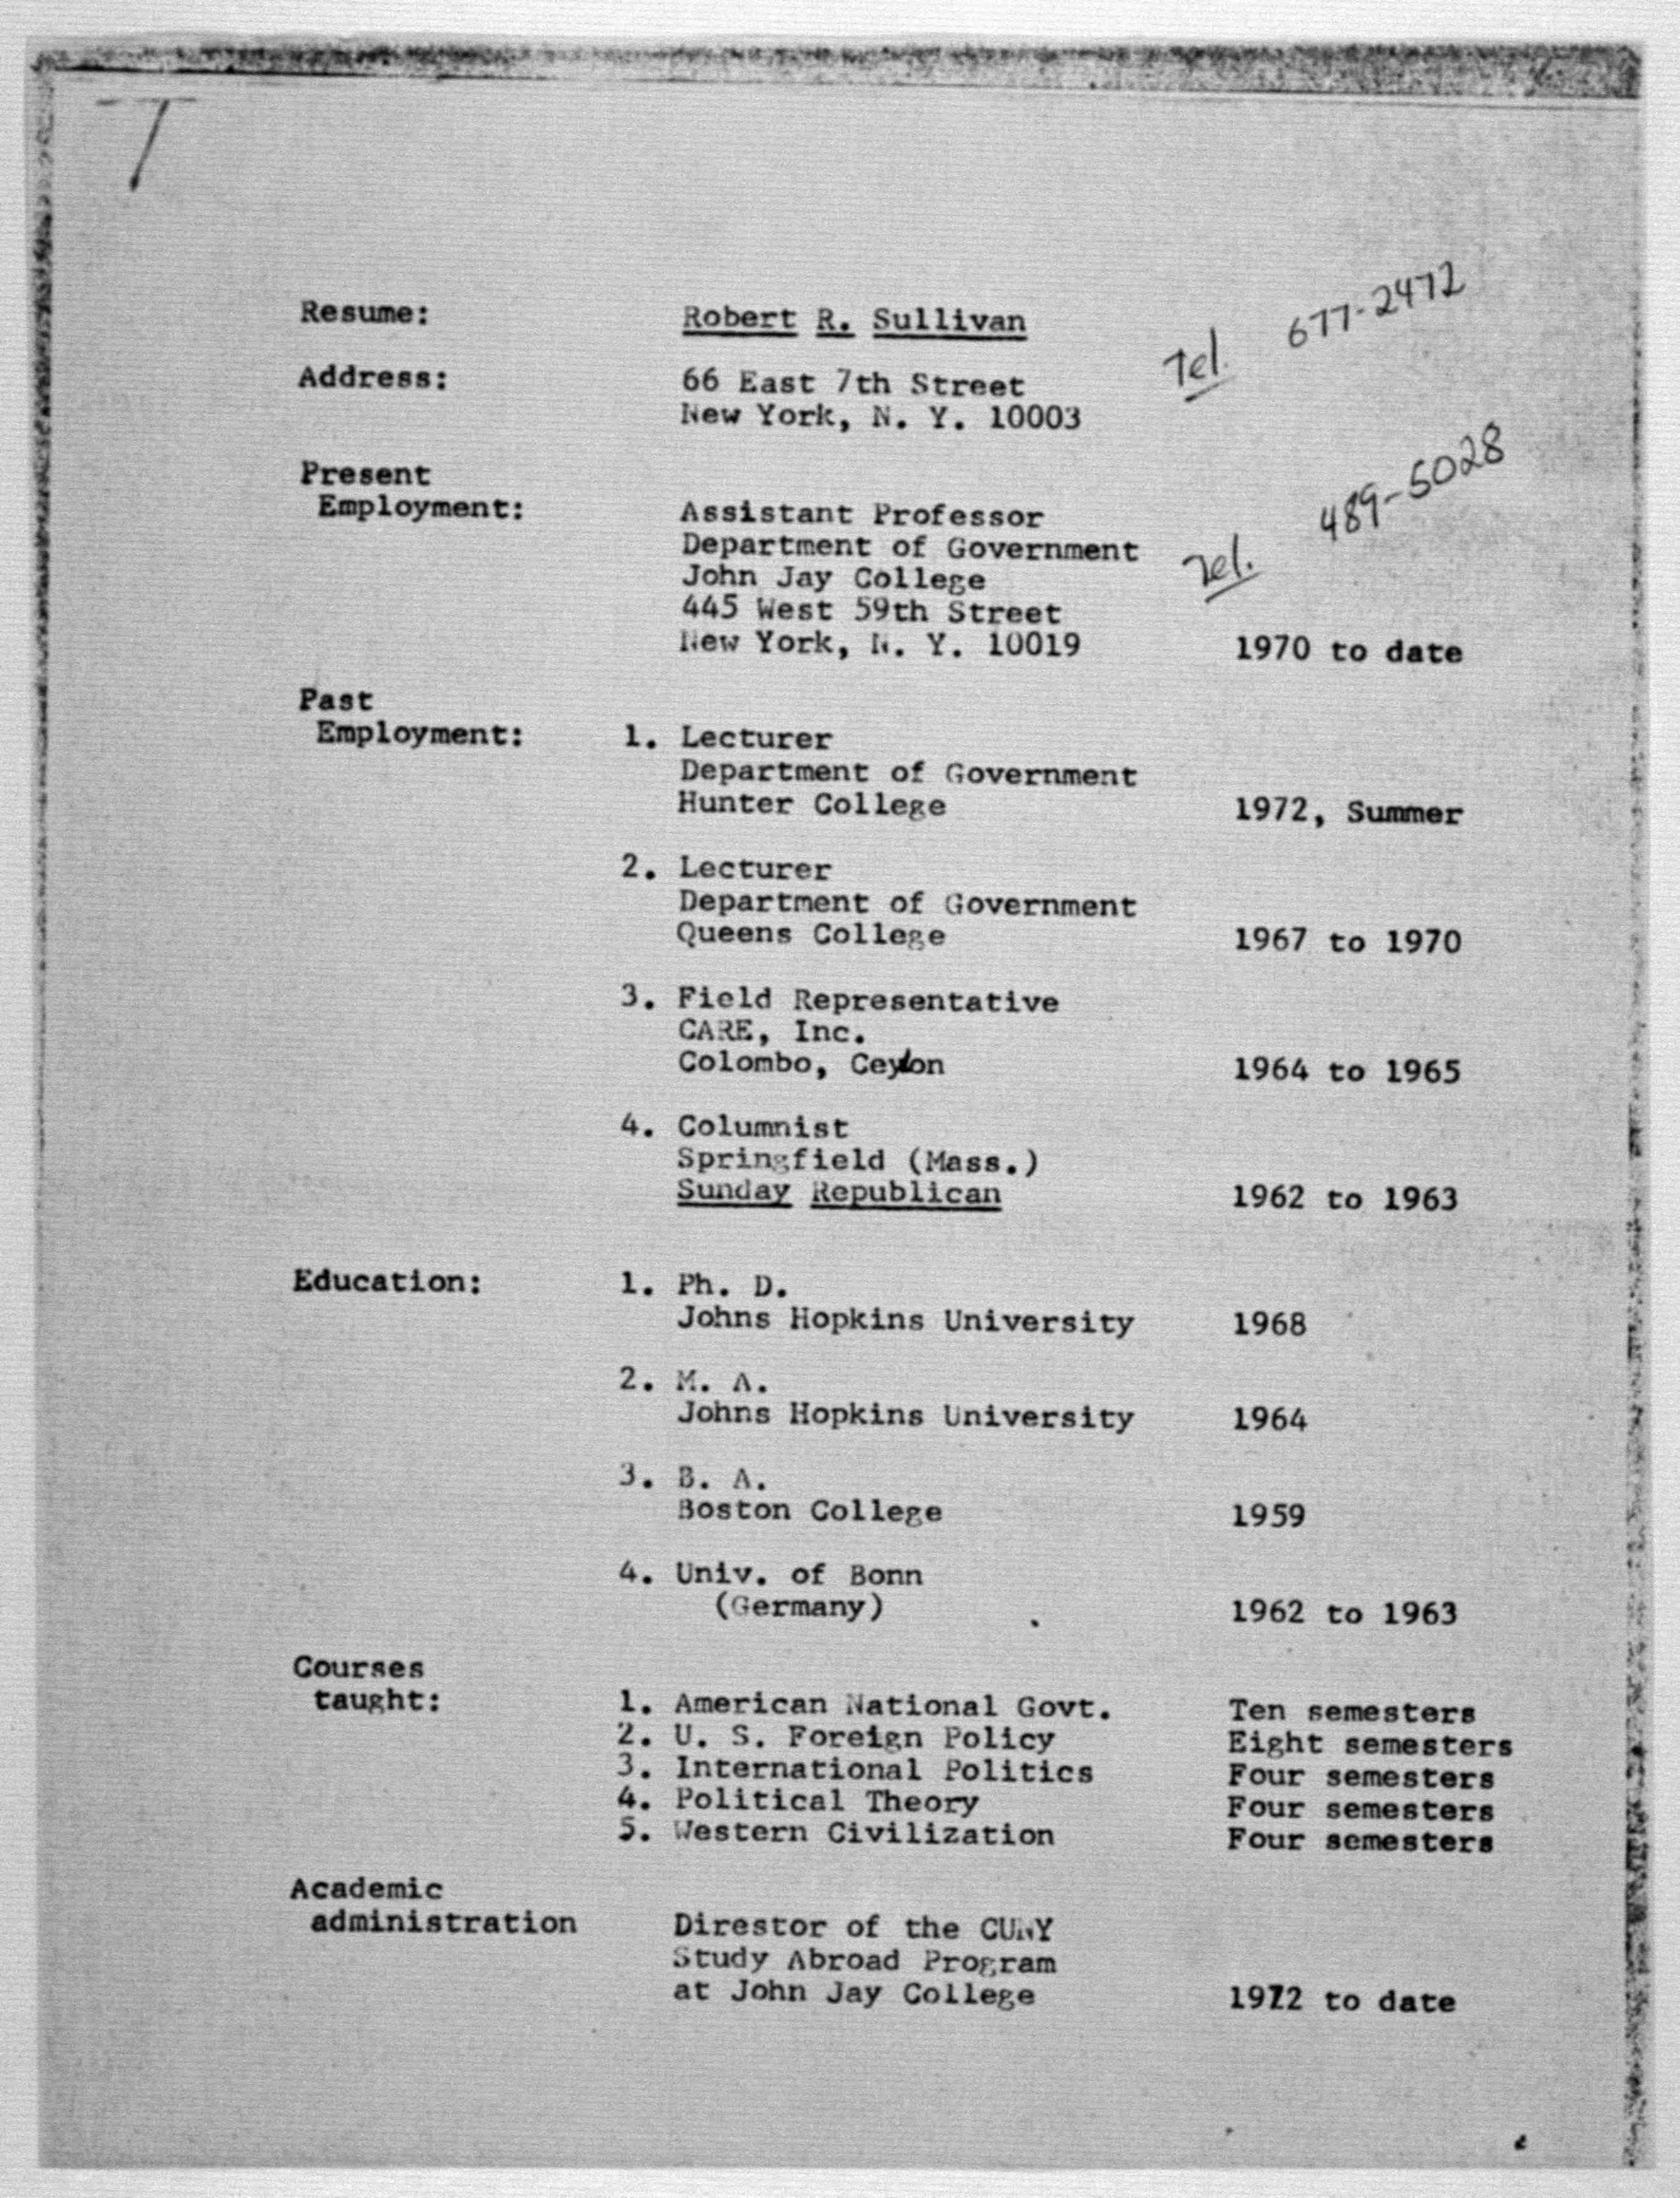 T
Resume: Robert R. Sullivan
Tel. 677-2472
Address: 66 East 7th Street
New York, N. Y. 10003
Present
Employment: Assistant Professor
Department of Government
John Jay College
Tel. 489-5028
445 West 59th Street
New York, N. Y. 10019 1970 to date
Past
Employment: 1. Lecturer
Department of Government
Hunter College 1972, Summer
2. Lecturer
Department of Government
Queens College 1967 to 1970
3. Field Representative
CARE, Inc.
Colombo, Ceylon 1964 to 1965
4. Columnist
Springfield (Mass.)
Sunday Republican 1962 to 1963
Education: 1. Ph. D.
Johns Hopkins University 1968
2. M. A.
Johns Hopkins University 1964
3. B. A.
Boston College 1959
4. Univ. of Bonn
(Germany) 1962 to 1963
Courses
taught: 1. American National Govt. Ten semesters
2. U. S. Foreign Policy Eight semesters
3. International Politics Four semesters
4. Political Theory Four semesters
5. Western Civilization Four semesters
Academic
administration Direstor of the CUNY
Study Abroad Program
at John Jay College 1972 to date